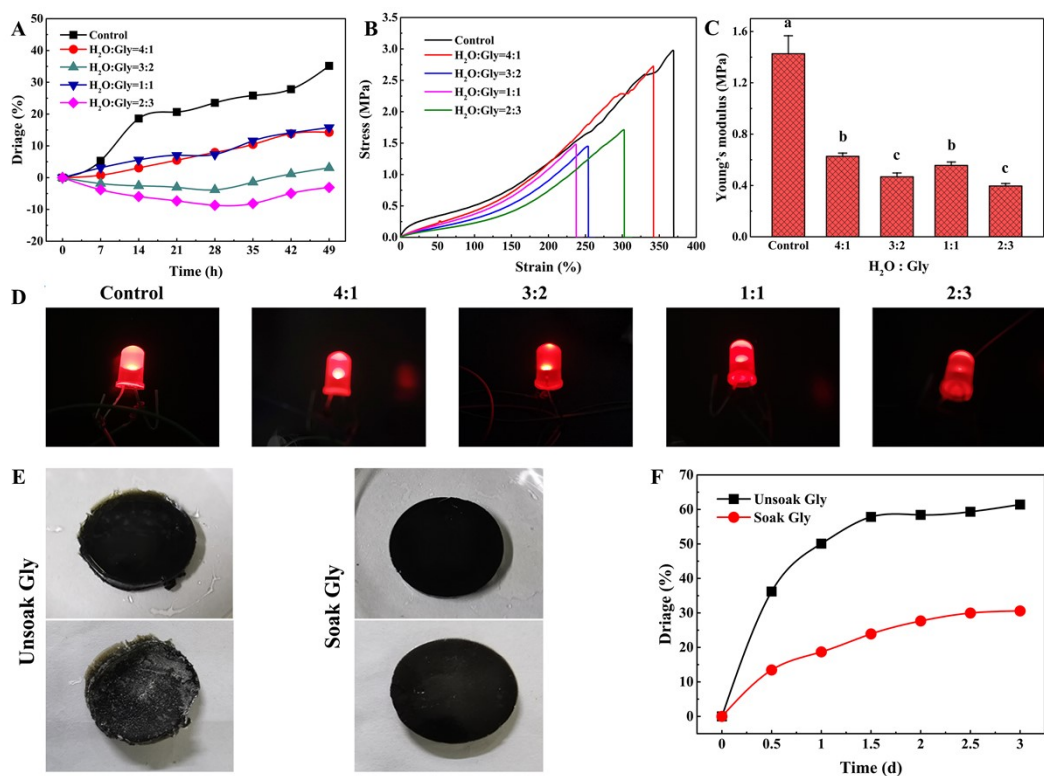 A
Driage (%)
50
40
30
20
10
0
-10
-20
Control
H₂O:Gly=4:1
H₂O:Gly=3:2
H₂O:Gly=1:1
H₂O:Gly=2:3
0 7 14 21 28 35 42 49
Time (h)
B
Stress (MPa)
3.5
3.0
2.5
2.0
1.5
1.0
0.5
0.0
Control
H₂O:Gly=4:1
H₂O:Gly=3:2
H₂O:Gly=1:1
H₂O:Gly=2:3
0 50 100 150 200 250 300 350 400
Strain (%)
C
Young's modulus (MPa)
1.6
1.2
0.8
0.4
0.0
a
b
c
b
c
Control 4:1 3:2 1:1 2:3
H₂O : Gly
D
Control 4:1 3:2 1:1 2:3
E
Unsoak Gly
Soak Gly
F
Driage (%)
70
60
50
40
30
20
10
0
Unsoak Gly
Soak Gly
0 0.5 1 1.5 2 2.5 3
Time (d)